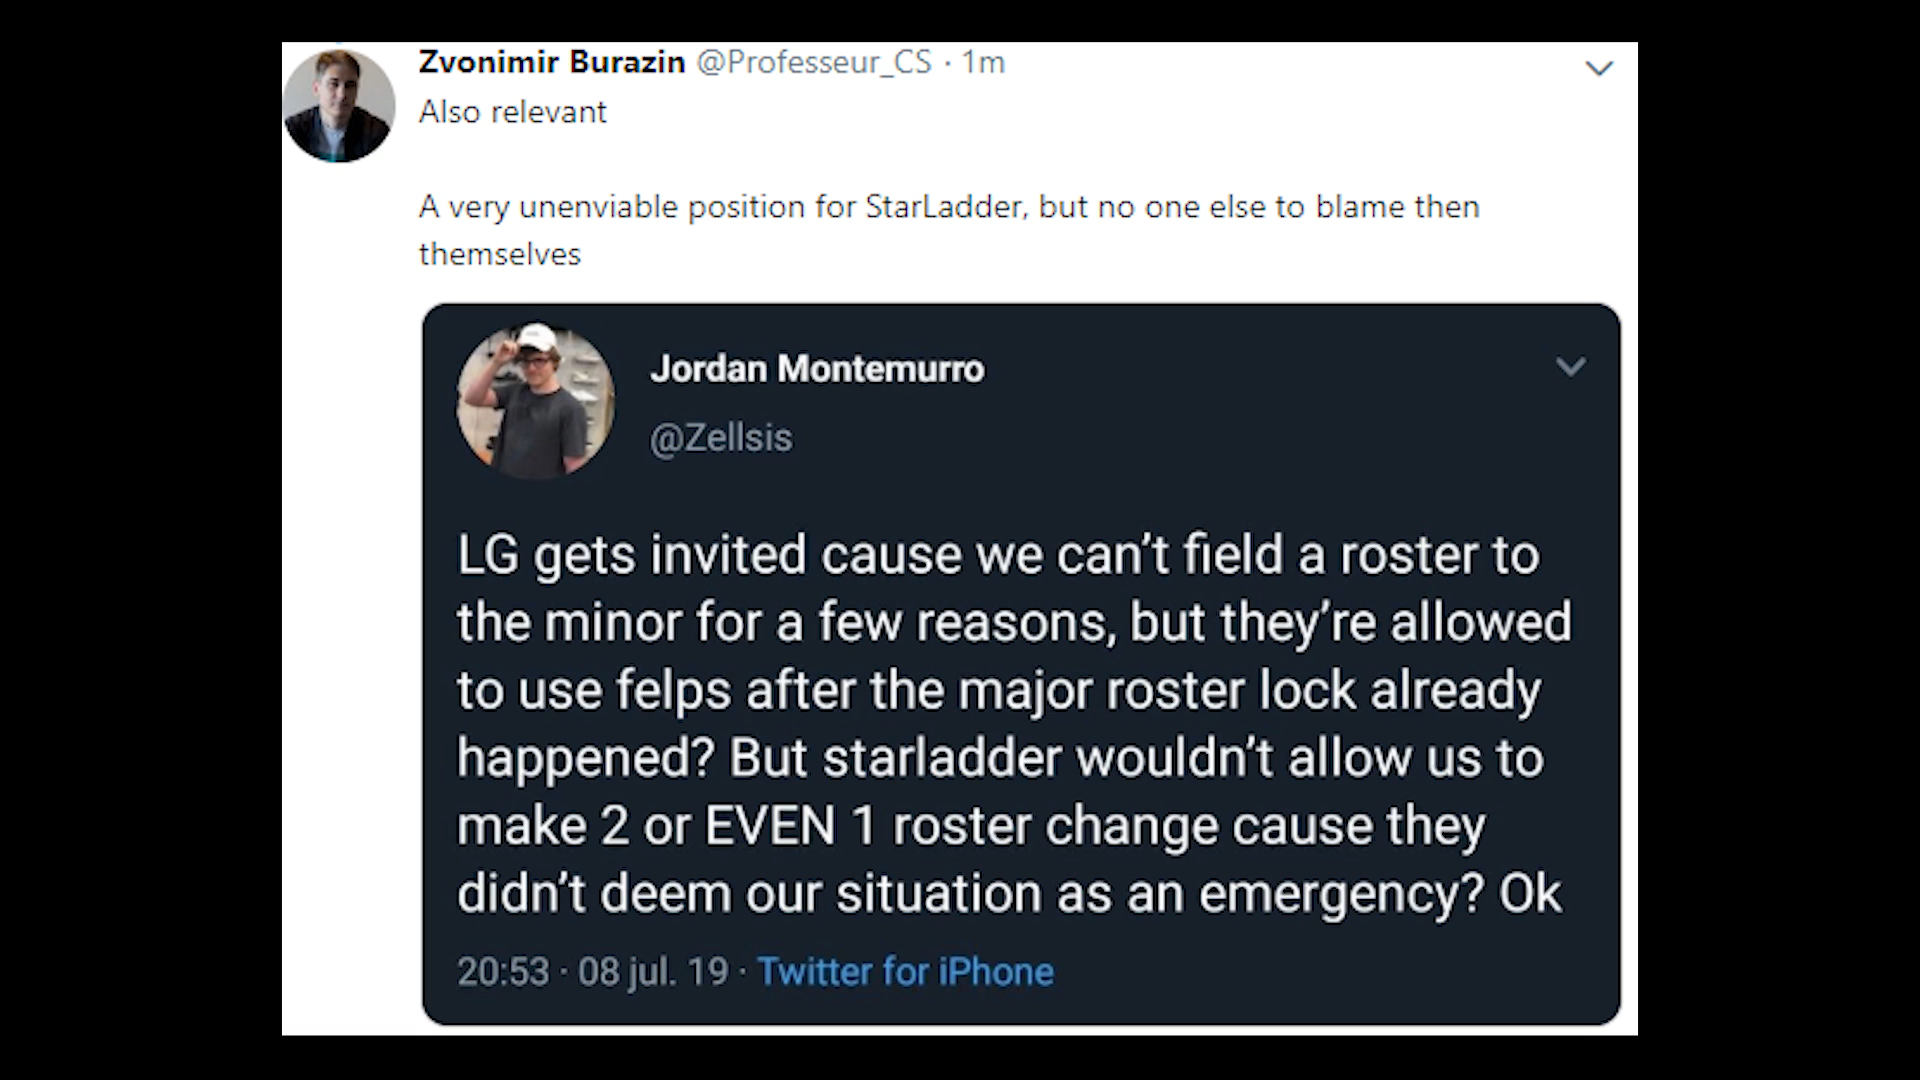 Zvonimir Burazin @Professeur_CS · 1m
Also relevant
A very unenviable position for StarLadder, but no one else to blame then
themselves
Jordan Montemurro
@Zellsis
LG gets invited cause we can't field a roster to
the minor for a few reasons, but they're allowed
to use felps after the major roster lock already
happened? But starladder wouldn't allow us to
make 2 or EVEN 1 roster change cause they
didn't deem our situation as an emergency? Ok
20:53 · 08 jul. 19 · Twitter for iPhone